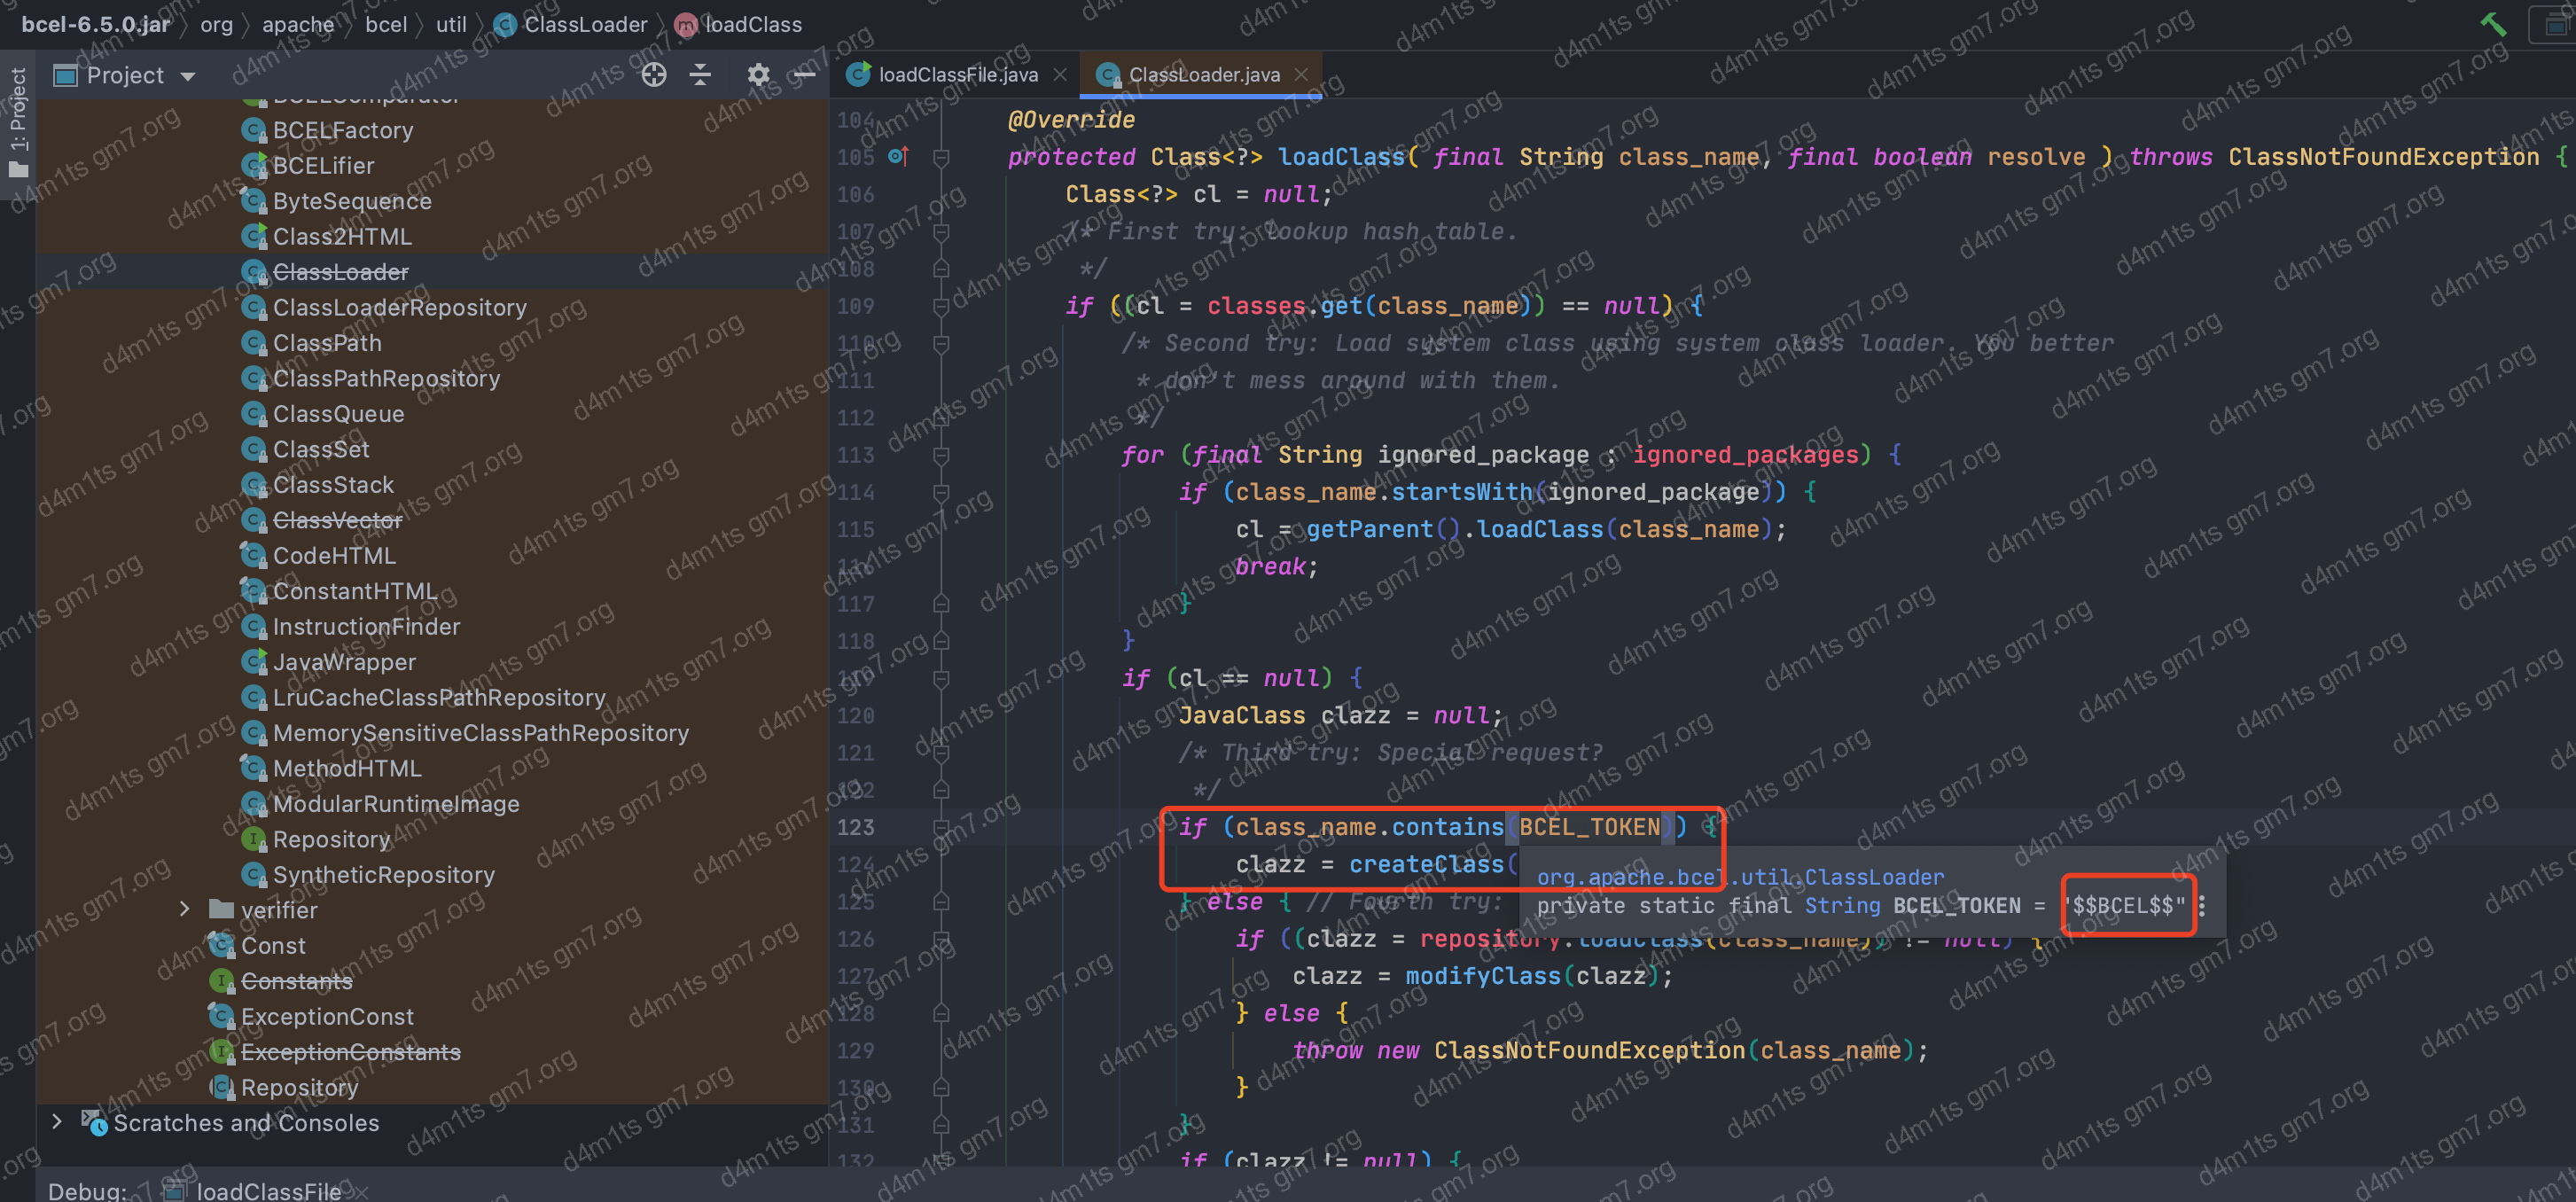 bcel-6.5.0.jar org apache bcel util ClassLoader loadClass
1: Project
Project
BCELComparator
BCELFactory
BCELifier
ByteSequence
Class2HTML
ClassLoader
ClassLoaderRepository
ClassPath
ClassPathRepository
ClassQueue
ClassSet
ClassStack
ClassVector
CodeHTML
ConstantHTML
InstructionFinder
JavaWrapper
LruCacheClassPathRepository
MemorySensitiveClassPathRepository
MethodHTML
ModularRuntimeImage
Repository
SyntheticRepository
verifier
Const
Constants
ExceptionConst
ExceptionConstants
Repository
Scratches and Consoles
Debug: loadClassFile
loadClassFile.java ClassLoader.java
104 @Override
105 protected Class<?> loadClass( final String class_name, final boolean resolve ) throws ClassNotFoundException {
106 Class<?> cl = null;
107 /* First try: lookup hash table.
108 */
109 if ((cl = classes.get(class_name)) == null) {
110 /* Second try: Load system class using system class loader. You better
111 * don't mess around with them.
112 */
113 for (final String ignored_package : ignored_packages) {
114 if (class_name.startsWith(ignored_package)) {
115 cl = getParent().loadClass(class_name);
116 break;
117 }
118 }
119 if (cl == null) {
120 JavaClass clazz = null;
121 /* Third try: Special request?
122 */
123 if (class_name.contains(BCEL_TOKEN)) {
124 clazz = createClass(
org.apache.bcel.util.ClassLoader
private static final String BCEL_TOKEN = "$$BCEL$$"
125 } else { // Fourth try:
126 if ((clazz = repository.loadClass(class_name)) != null) {
127 clazz = modifyClass(clazz);
128 } else {
129 throw new ClassNotFoundException(class_name);
130 }
131 }
132 if (clazz != null) {
d4m1ts gm7.org